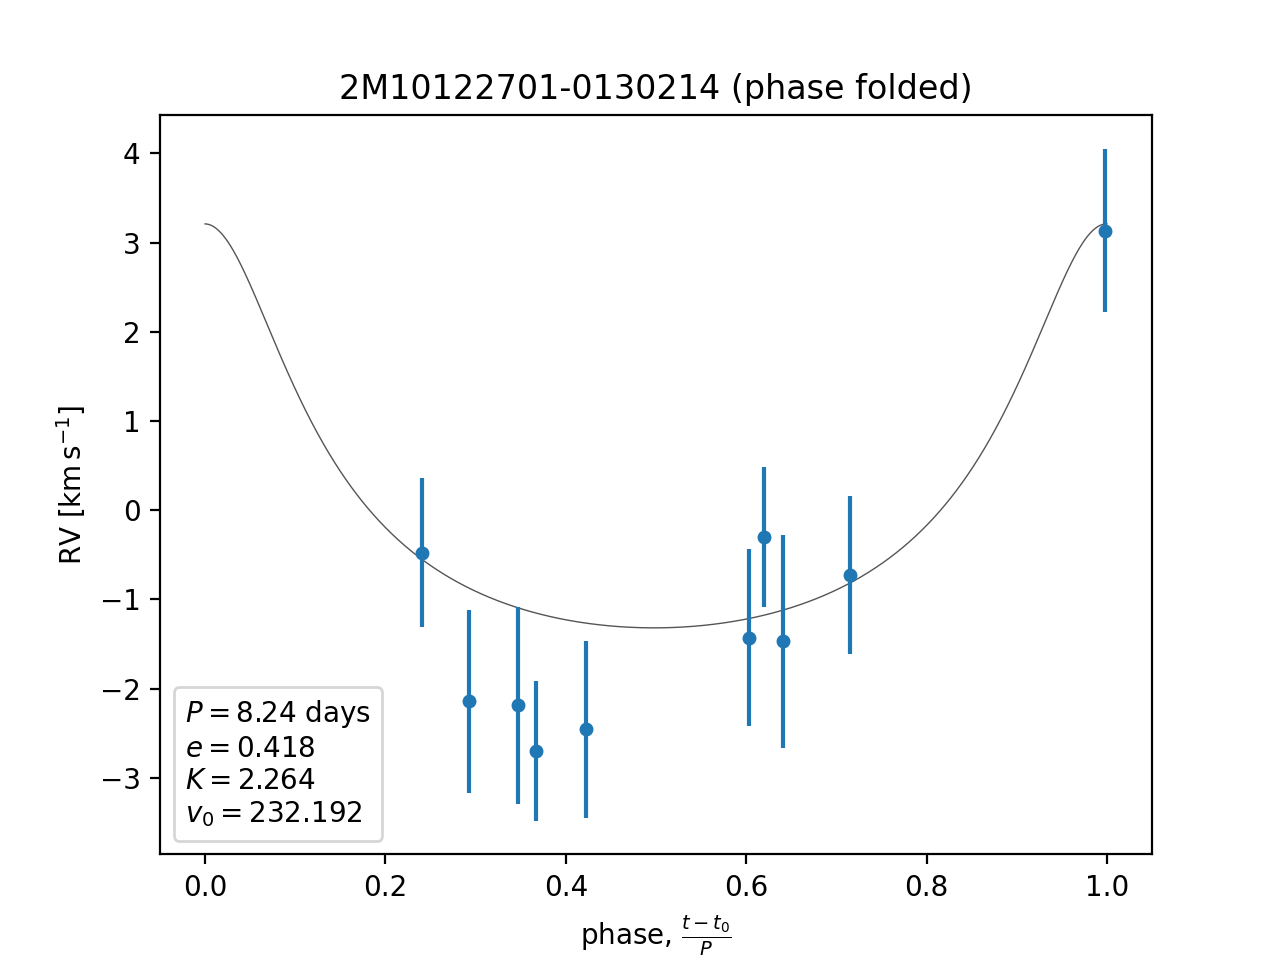 2M10122701-0130214 (phase folded)
4
3
2
1
0
−1
−2
−3
RV [km s⁻¹]
P = 8.24 days
e = 0.418
K = 2.264
v₀ = 232.192
0.0 0.2 0.4 0.6 0.8 1.0
phase, (t − t₀)/P